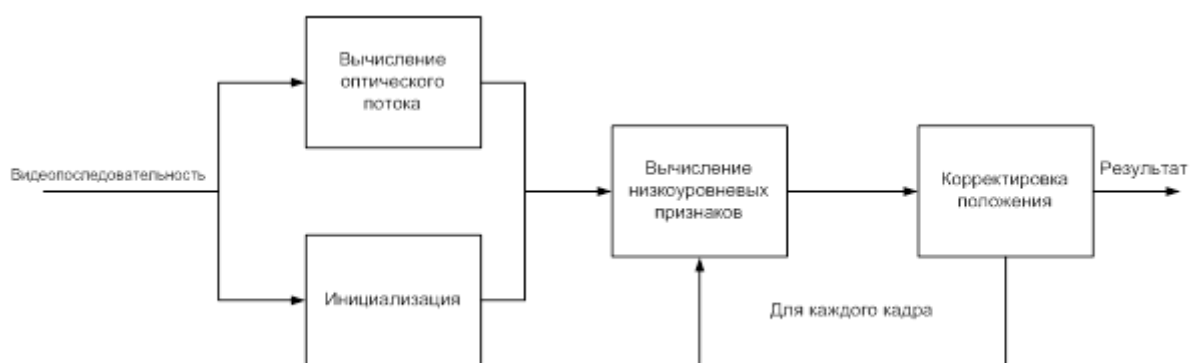 Вычисление
оптического
потока
Видеопоследовательность
Инициализация
Вычисление
низкоуровневых
признаков
Корректировка
положения
Результат
Для каждого кадра